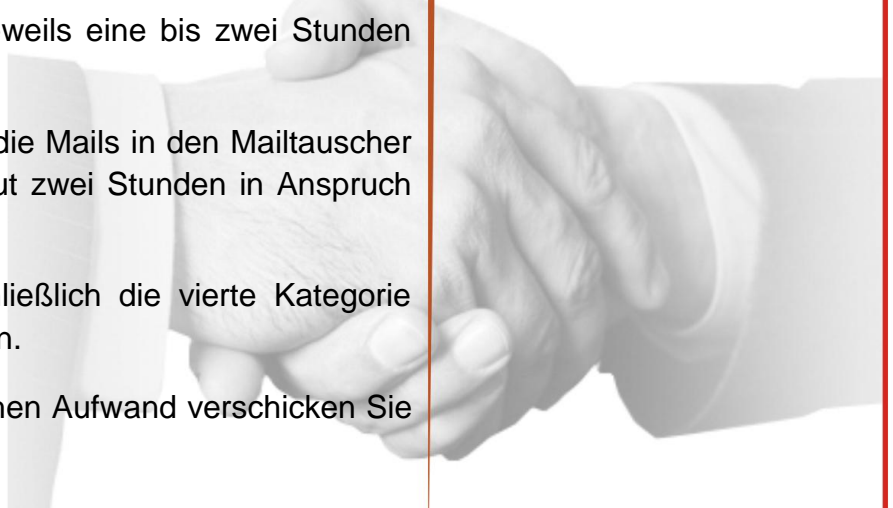 weils eine bis zwei Stunden
die Mails in den Mailtauscher
ut zwei Stunden in Anspruch
ließlich die vierte Kategorie
n.
nen Aufwand verschicken Sie